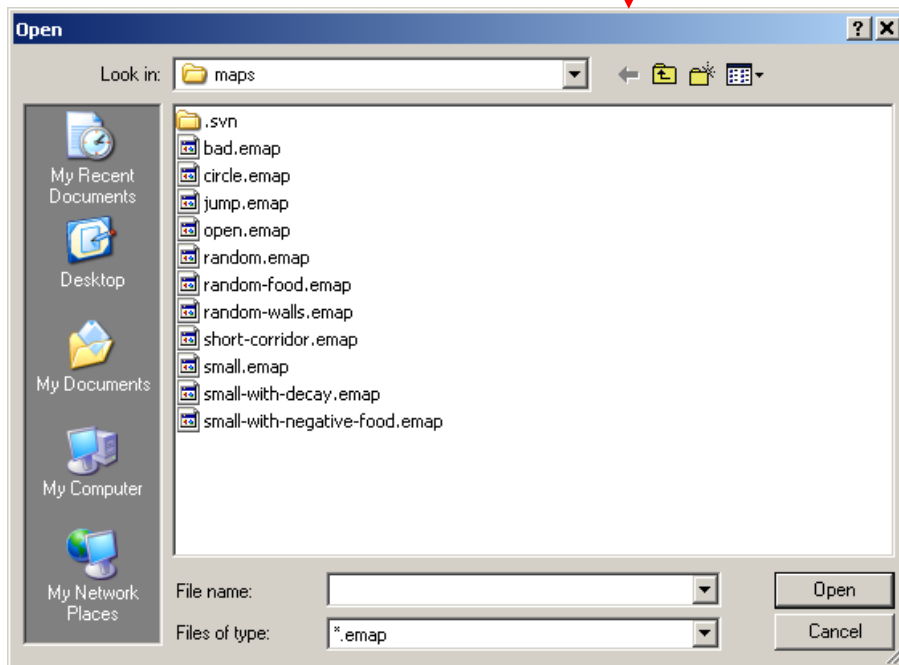 Open
Look in: maps
.svn
bad.emap
circle.emap
jump.emap
open.emap
random.emap
random-food.emap
random-walls.emap
short-corridor.emap
small.emap
small-with-decay.emap
small-with-negative-food.emap
My Recent
Documents
Desktop
My Documents
My Computer
My Network
Places
File name:
Open
Files of type: *.emap
Cancel